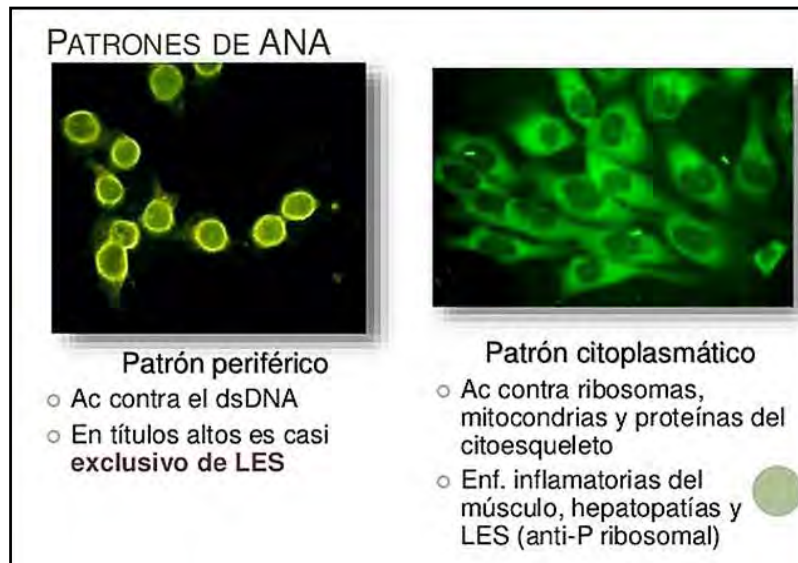 PATRONES DE ANA
Patrón periférico
○ Ac contra el dsDNA
○ En títulos altos es casi
exclusivo de LES
Patrón citoplasmático
○ Ac contra ribosomas,
mitocondrias y proteínas del
citoesqueleto
○ Enf. inflamatorias del
músculo, hepatopatías y
LES (anti-P ribosomal)